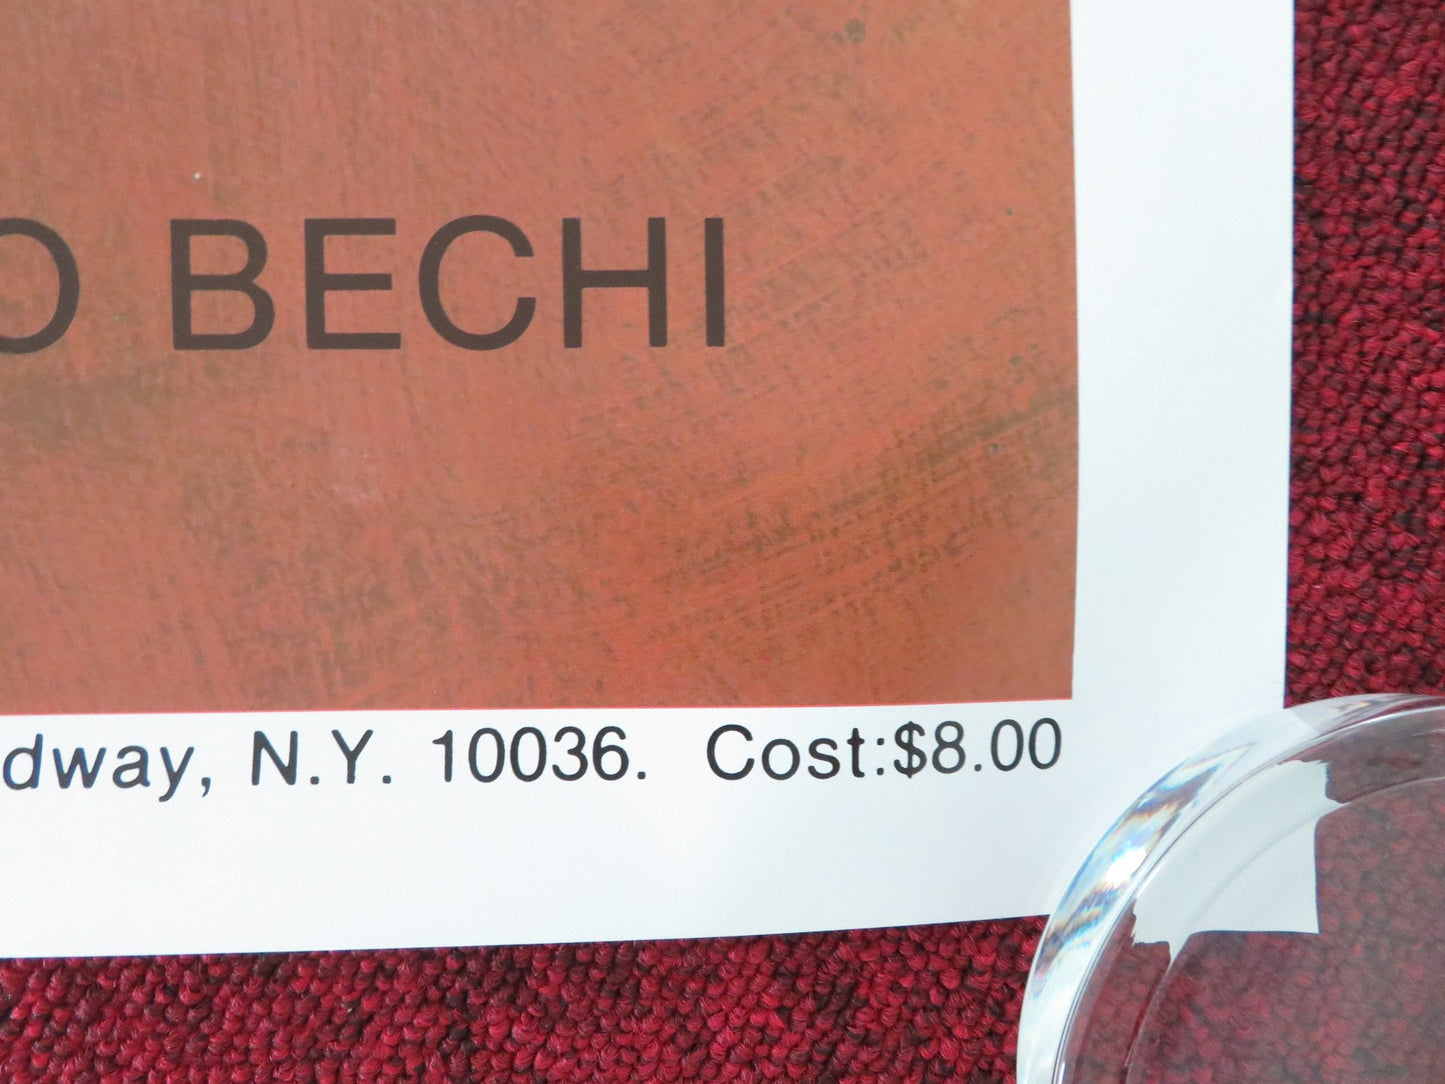 O BECHI
dway, N.Y. 10036. Cost:$8.00